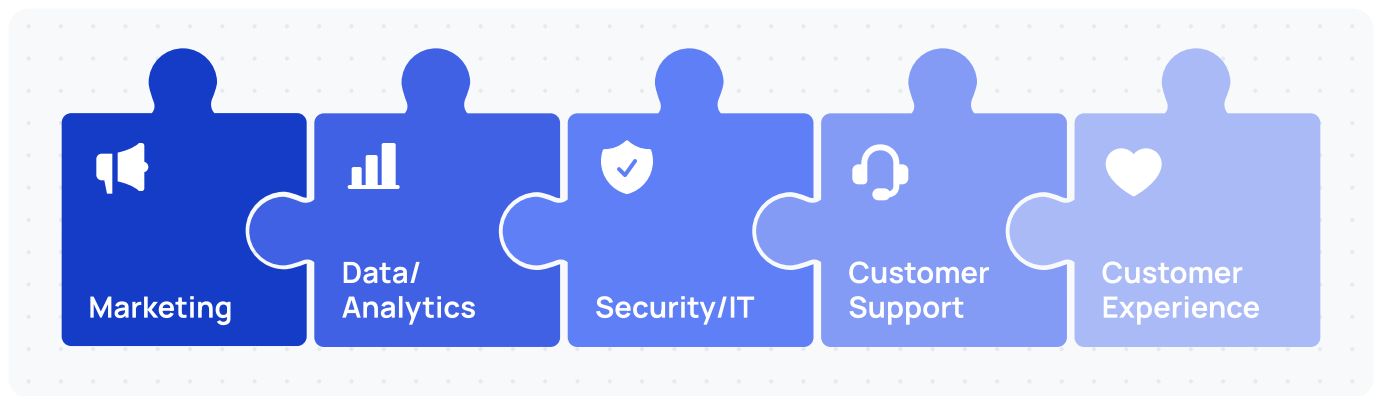 Marketing
Data/
Analytics
Security/IT
Customer
Support
Customer
Experience